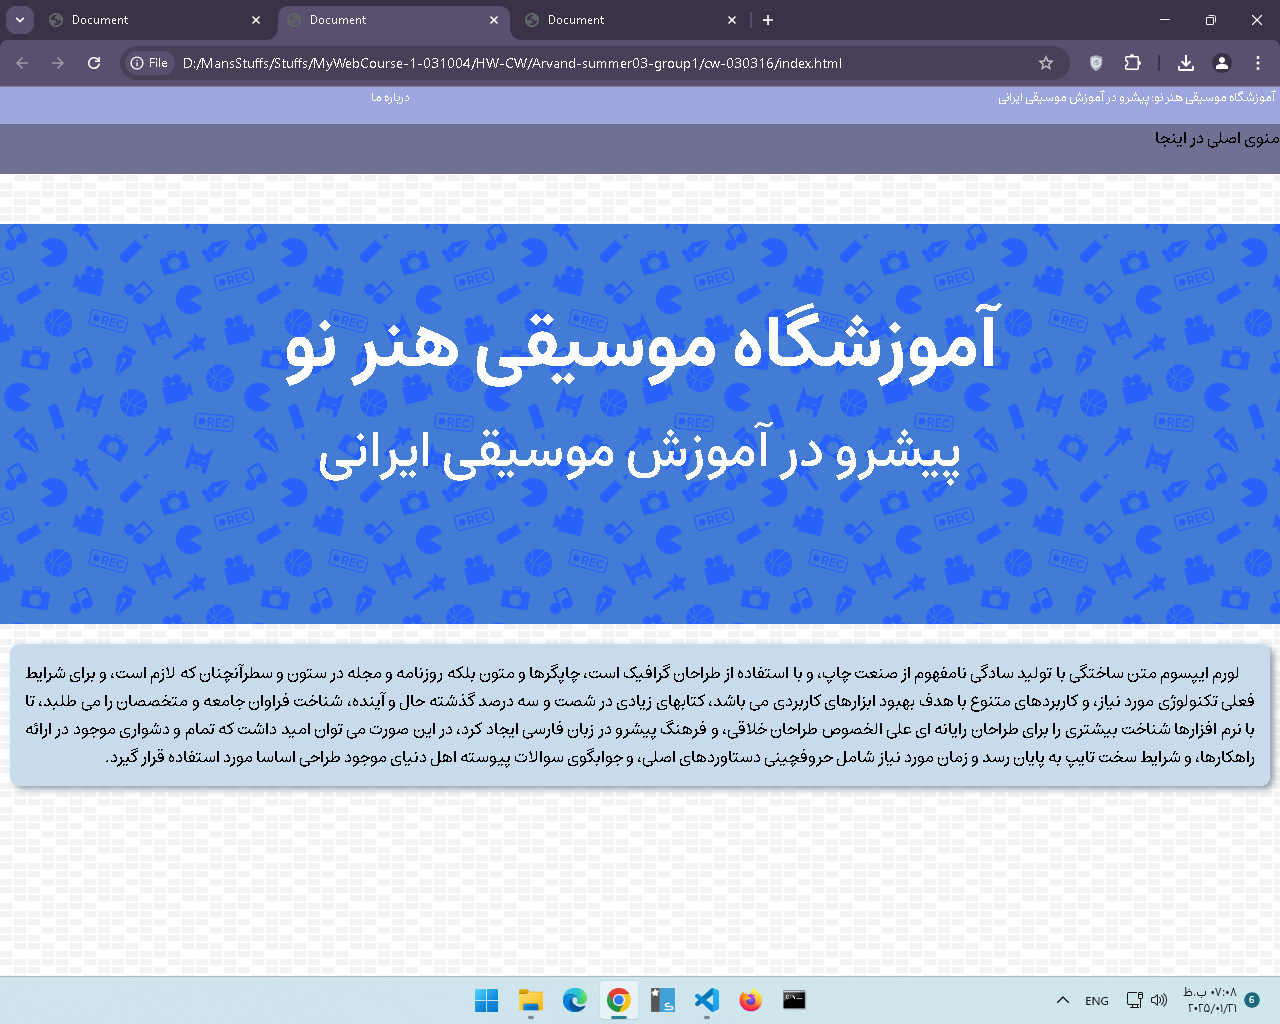 Document
Document
Document
File
D:/MansStuffs/Stuffs/MyWebCourse-1-031004/HW-CW/Arvand-summer03-group1/cw-030316/index.html
آموزشگاه موسیقی هنر نو: پیشرو در آموزش موسیقی ایرانی
درباره ما
منوی اصلی در اینجا
آموزشگاه موسیقی هنر نو
پیشرو در آموزش موسیقی ایرانی
لورم ایپسوم متن ساختگی با تولید سادگی نامفهوم از صنعت چاپ، و با استفاده از طراحان گرافیک است، چاپگرها و متون بلکه روزنامه و مجله در ستون و سطرآنچنان که لازم است، و برای شرایط
فعلی تکنولوژی مورد نیاز، و کاربردهای متنوع با هدف بهبود ابزارهای کاربردی می باشد، کتابهای زیادی در شصت و سه درصد گذشته حال و آینده، شناخت فراوان جامعه و متخصصان را می طلبد، تا
با نرم افزارها شناخت بیشتری را برای طراحان رایانه ای علی الخصوص طراحان خلاقی، و فرهنگ پیشرو در زبان فارسی ایجاد کرد، در این صورت می توان امید داشت که تمام و دشواری موجود در ارائه
راهکارها، و شرایط سخت تایپ به پایان رسد و زمان مورد نیاز شامل حروفچینی دستاوردهای اصلی، و جوابگوی سوالات پیوسته اهل دنیای موجود طراحی اساسا مورد استفاده قرار گیرد.
REC
ENG
۰۷:۰۸ ب.ظ
۲۰۲۵/۰۱/۲۱
6